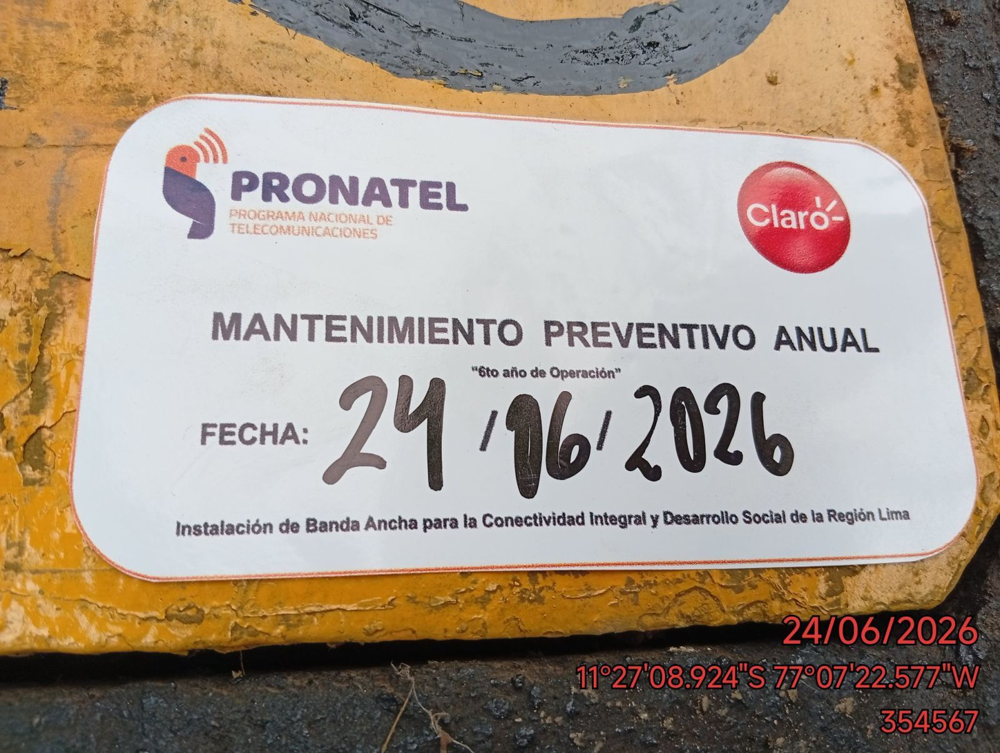 PRONATEL
PROGRAMA NACIONAL DE
TELECOMUNICACIONES
Claro
MANTENIMIENTO PREVENTIVO ANUAL
"6to año de Operación"
FECHA: 24/06/2026
Instalación de Banda Ancha para la Conectividad Integral y Desarrollo Social de la Región Lima
24/06/2026
11°27'08.924"S 77°07'22.577"W
354567